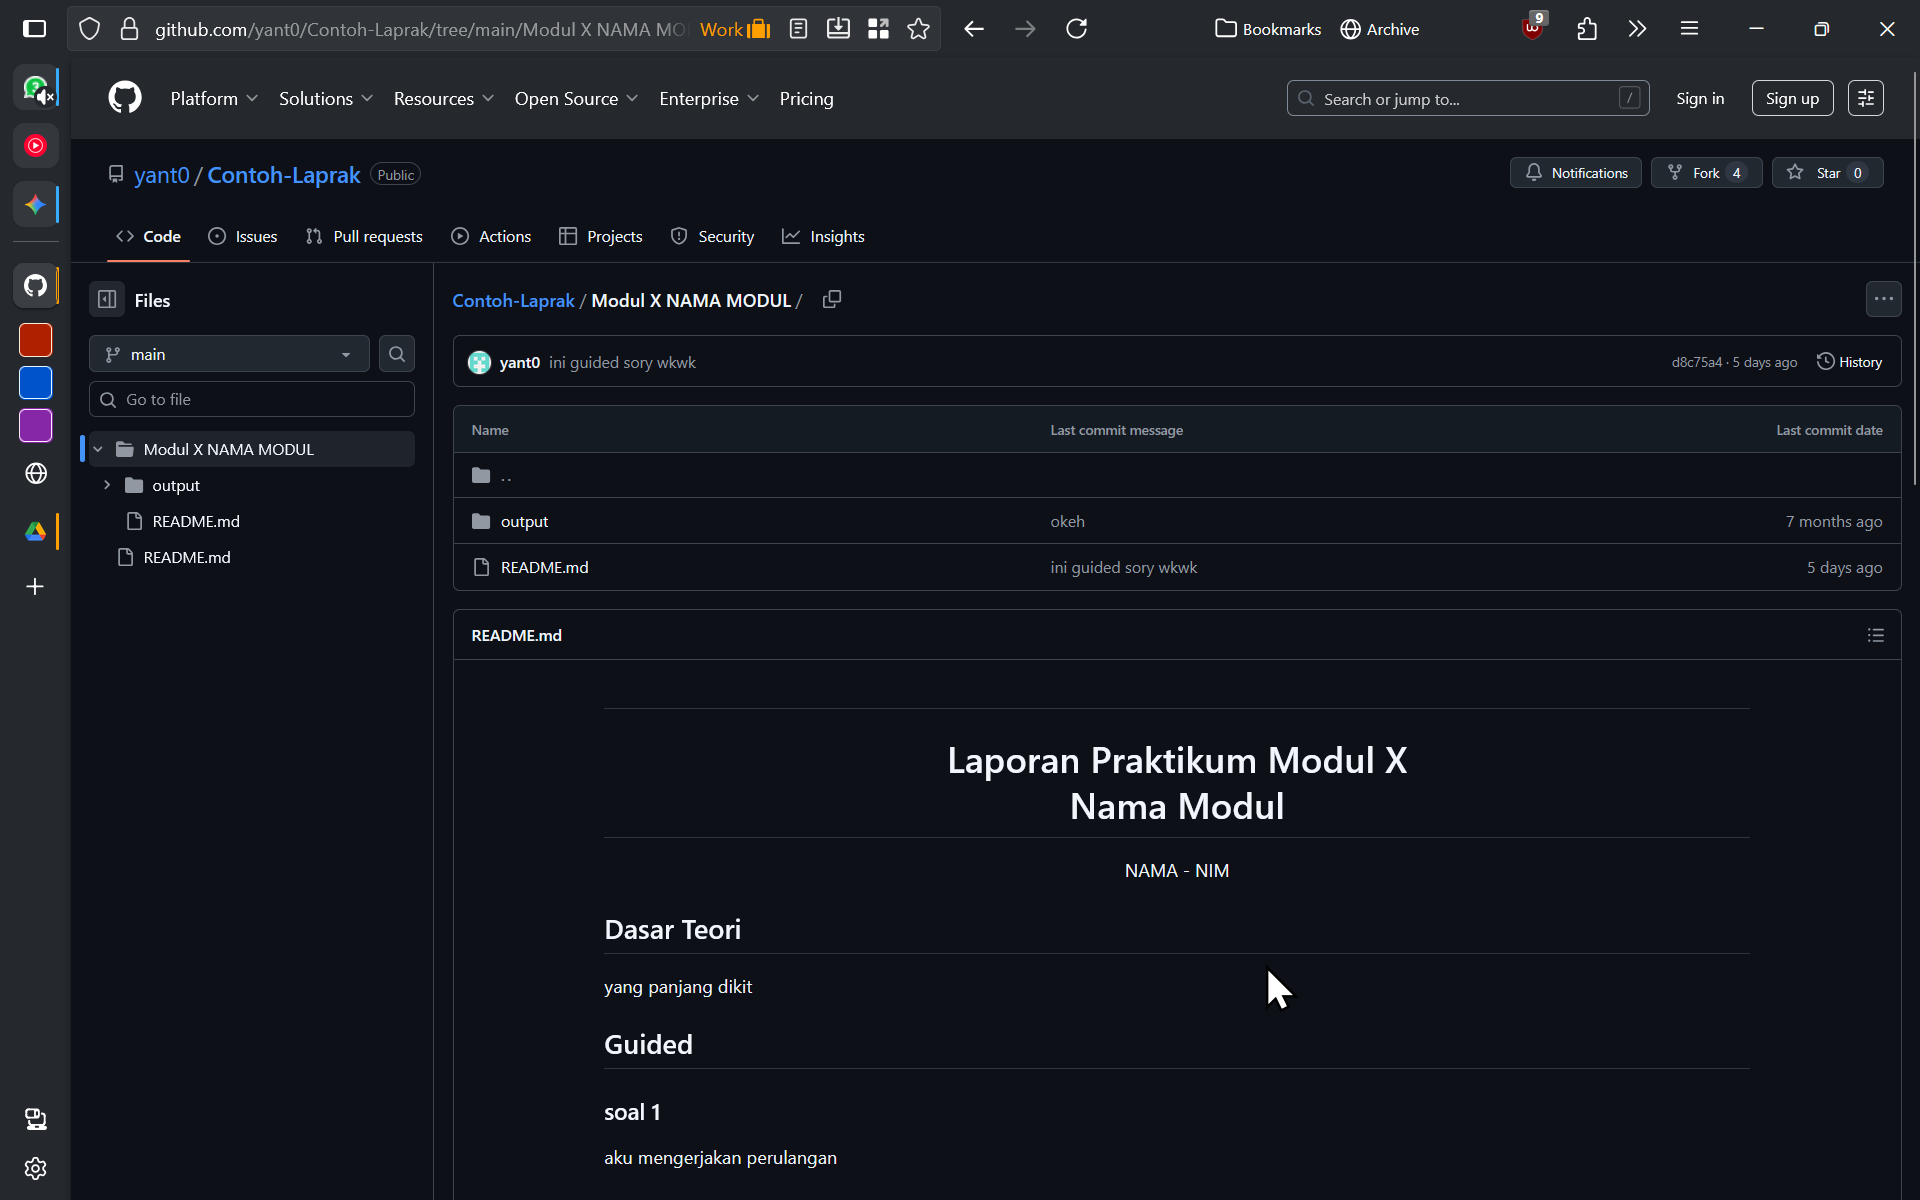 github.com/yant0/Contoh-Laprak/tree/main/Modul X NAMA MO
Work
Bookmarks
Archive
9
Platform
Solutions
Resources
Open Source
Enterprise
Pricing
Search or jump to...
/
Sign in
Sign up
yant0 / Contoh-Laprak
Public
Notifications
Fork 4
Star 0
Code
Issues
Pull requests
Actions
Projects
Security
Insights
Files
main
Go to file
Modul X NAMA MODUL
output
README.md
README.md
Contoh-Laprak / Modul X NAMA MODUL /
yant0 ini guided sory wkwk
d8c75a4 · 5 days ago
History
Name
Last commit message
Last commit date
..
output
okeh
7 months ago
README.md
ini guided sory wkwk
5 days ago
README.md
Laporan Praktikum Modul X
Nama Modul
NAMA - NIM
Dasar Teori
yang panjang dikit
Guided
soal 1
aku mengerjakan perulangan